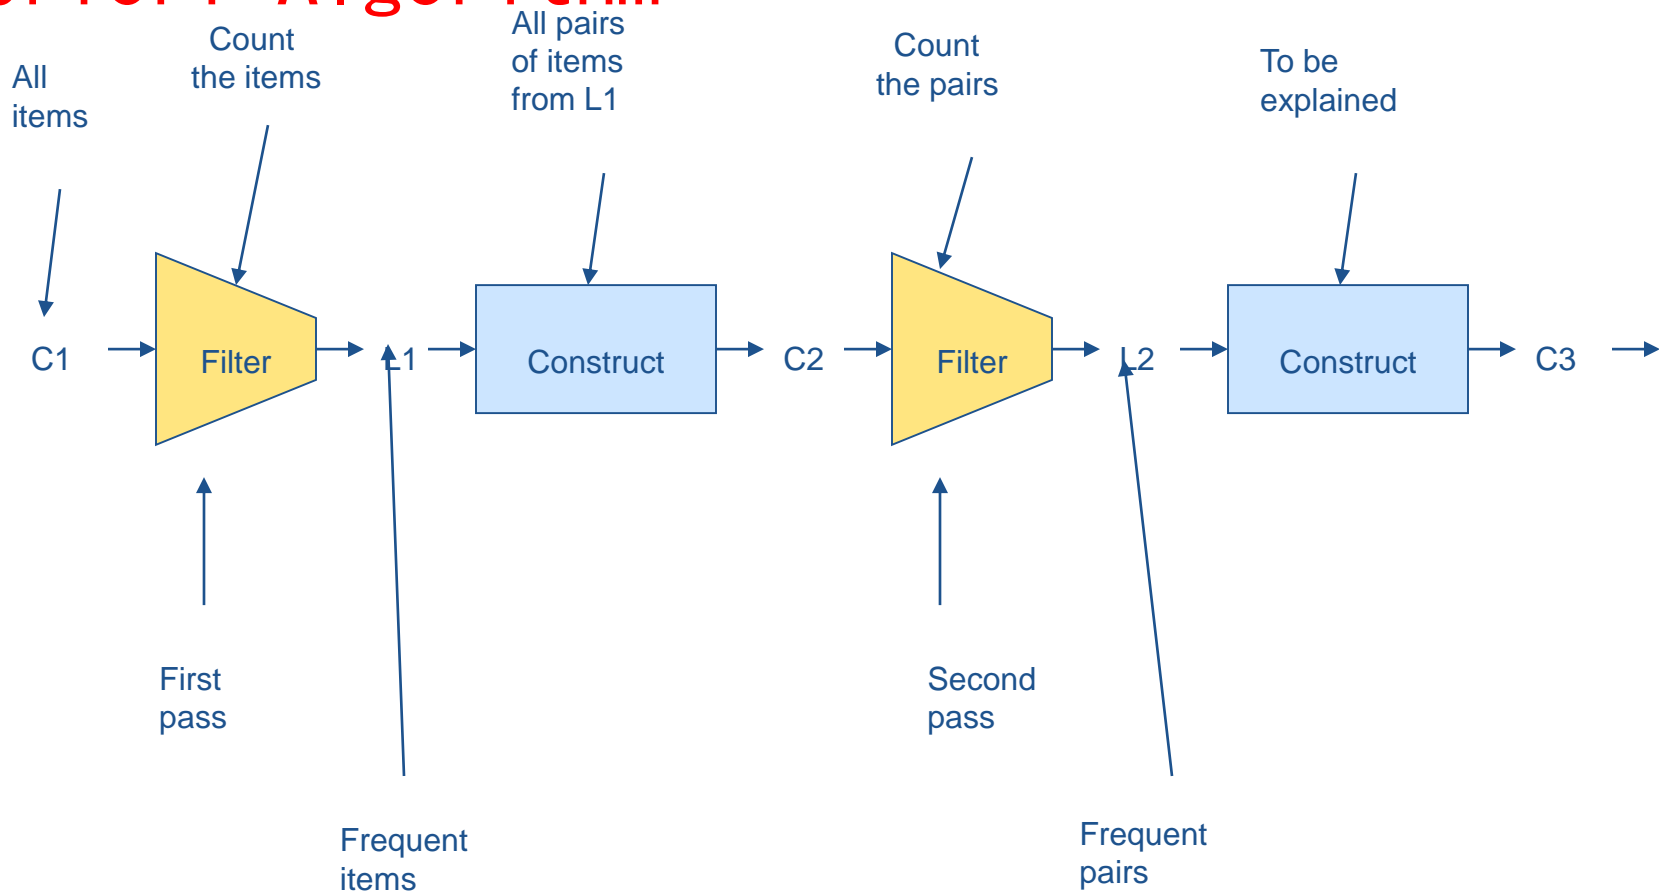 Algorithm
All
items
Count
the items
All pairs
of items
from L1
Count
the pairs
To be
explained
C1
Filter
L1
Construct
C2
Filter
L2
Construct
C3
First
pass
Second
pass
Frequent
items
Frequent
pairs